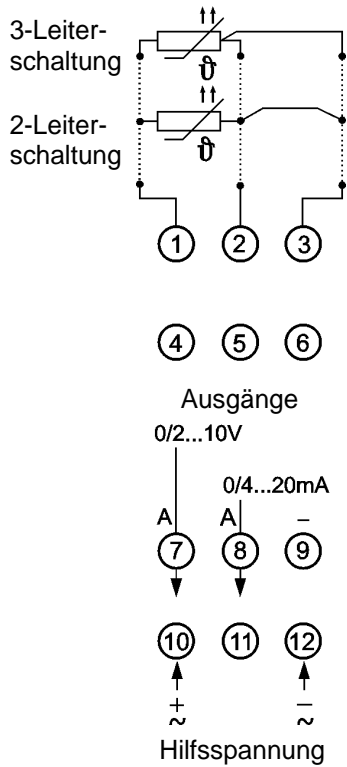 3-Leiter-
schaltung
ϑ
2-Leiter-
schaltung
ϑ
1 2 3
4 5 6
Ausgänge
0/2...10V
0/4...20mA
A A –
7 8 9
10 11 12
+ –
~ ~
Hilfsspannung